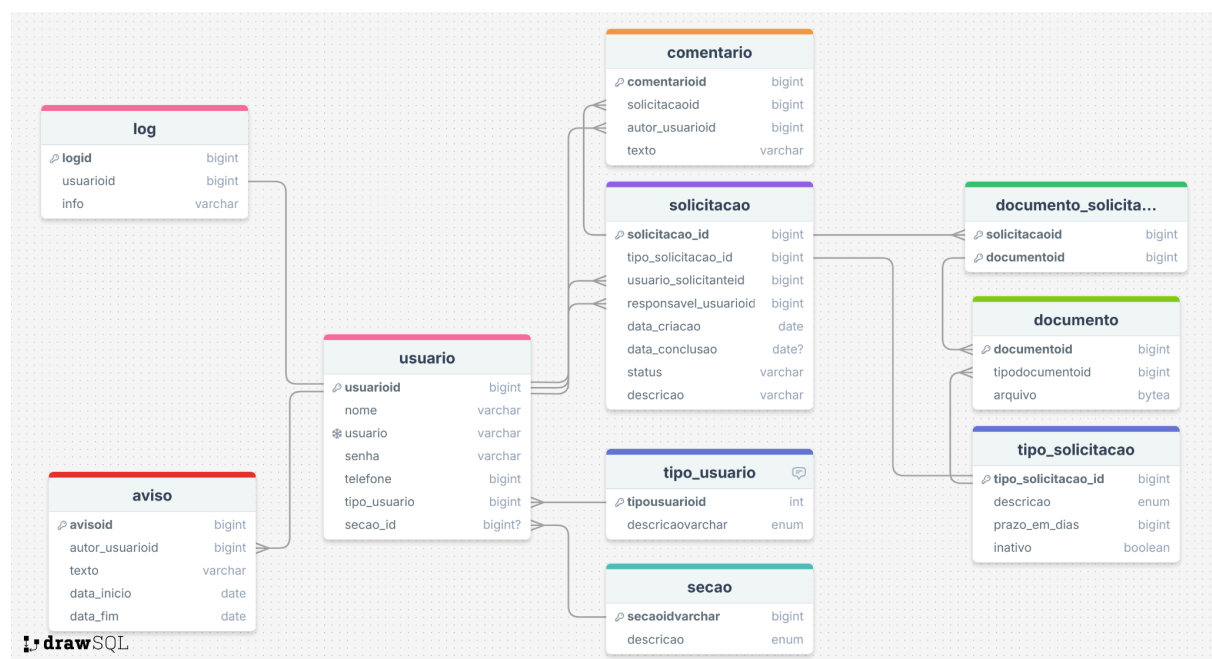 comentario
comentarioid bigint
solicitacaoid bigint
autor_usuarioid bigint
texto varchar
log
logid bigint
usuarioid bigint
info varchar
solicitacao
solicitacao_id bigint
tipo_solicitacao_id bigint
usuario_solicitanteid bigint
responsavel_usuarioid bigint
data_criacao date
data_conclusao date?
status varchar
descricao varchar
documento_solicita...
solicitacaoid bigint
documentoid bigint
documento
documentoid bigint
tipodocumentoid bigint
arquivo bytea
usuario
usuarioid bigint
nome varchar
usuario varchar
senha varchar
telefone bigint
tipo_usuario bigint
secao_id bigint?
tipo_solicitacao
tipo_solicitacao_id bigint
descricao enum
prazo_em_dias bigint
inativo boolean
tipo_usuario
tipousuarioid int
descricaovarchar enum
aviso
avisoid bigint
autor_usuarioid bigint
texto varchar
data_inicio date
data_fim date
secao
secaoidvarchar bigint
descricao enum
drawSQL